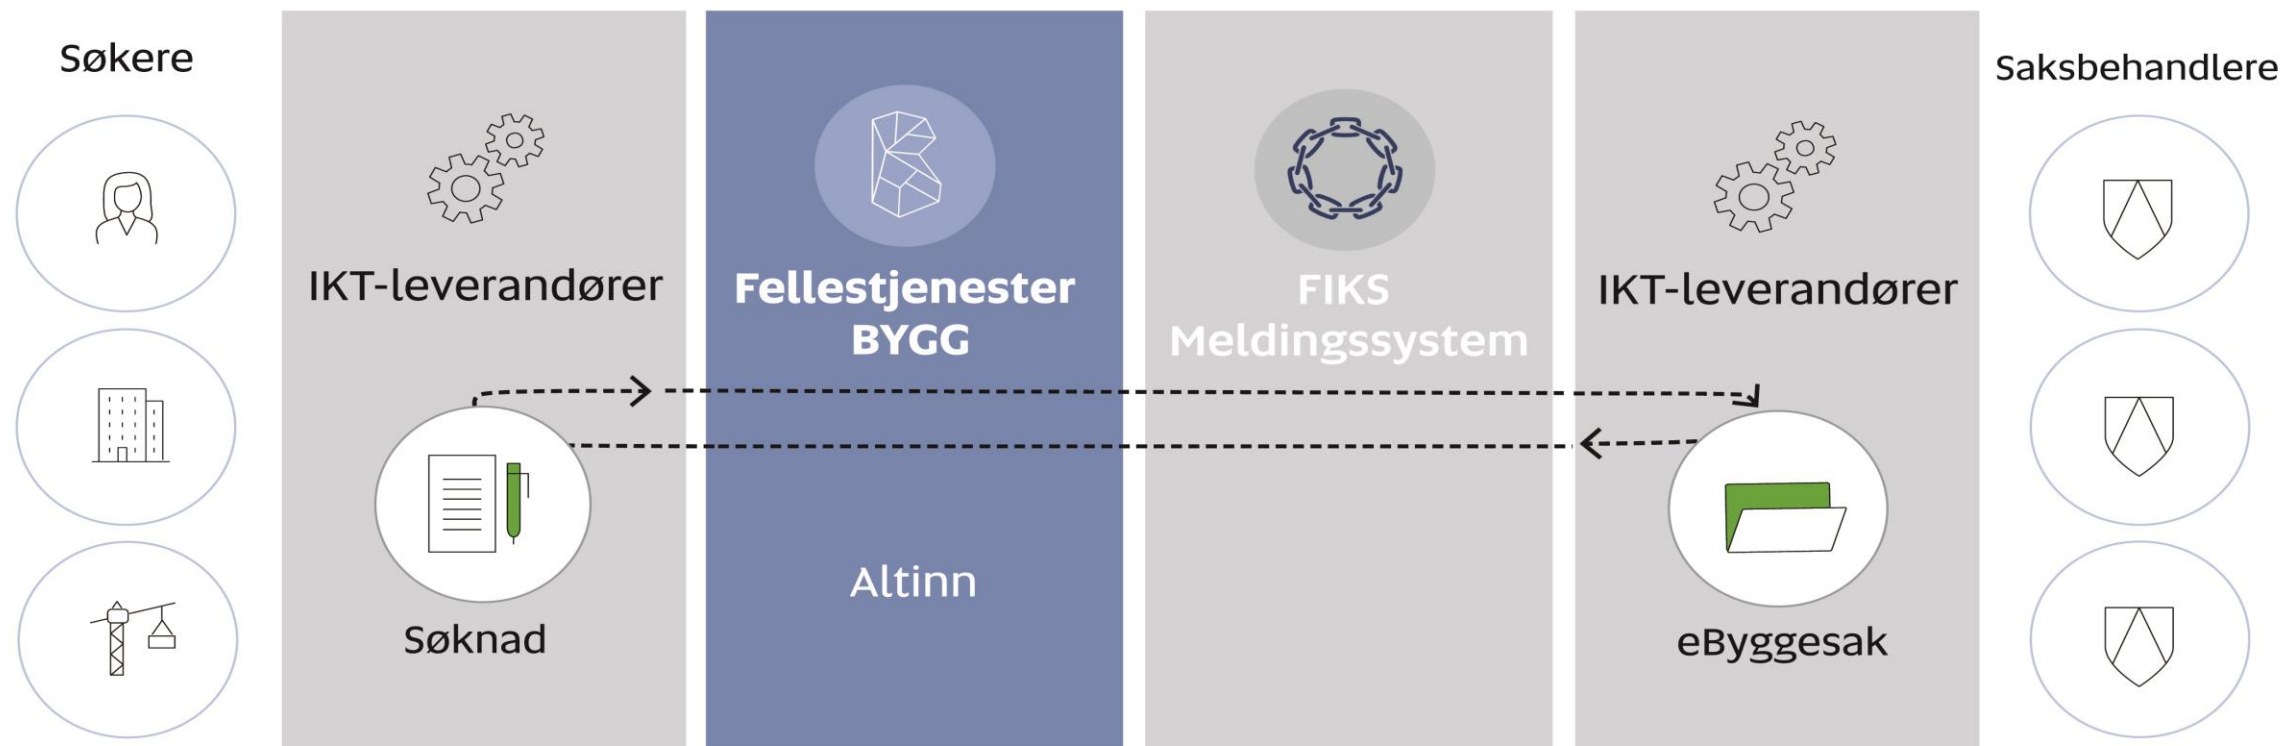 Søkere
IKT-leverandører
Søknad
Fellestjenester
BYGG
Altinn
FIKS
Meldingssystem
IKT-leverandører
eByggesak
Saksbehandlere